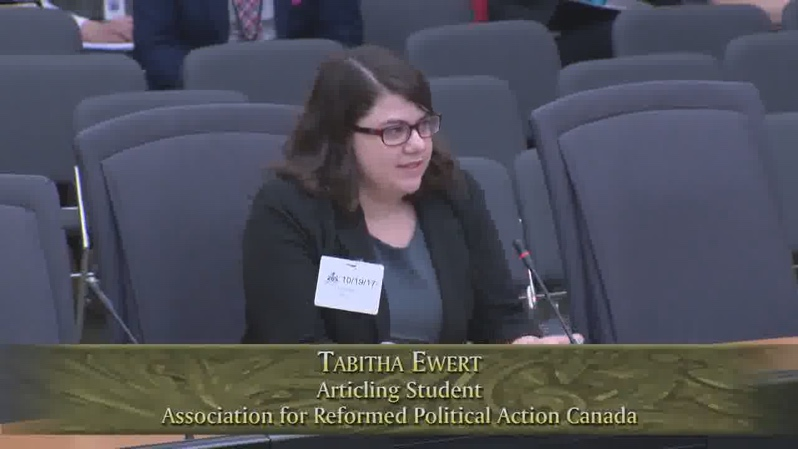 10/19/17
TABITHA EWERT
Articling Student
Association for Reformed Political Action Canada